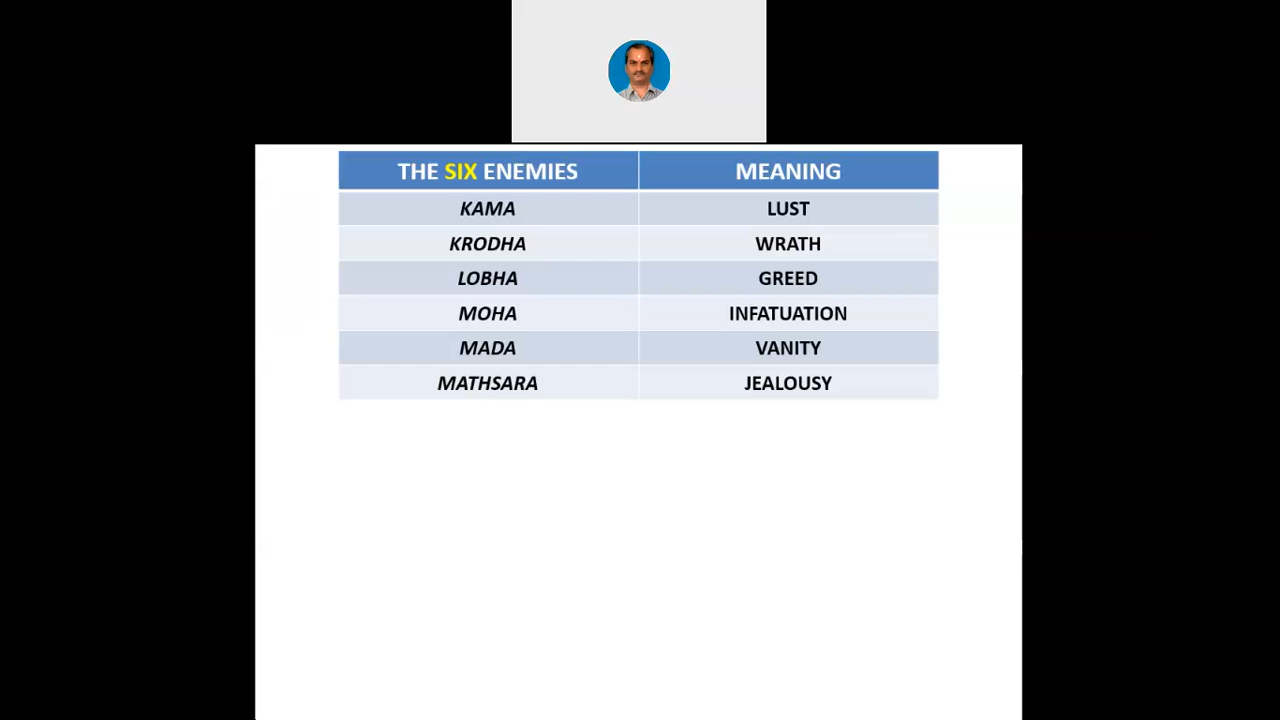 THE SIX ENEMIES MEANING
KAMA LUST
KRODHA WRATH
LOBHA GREED
MOHA INFATUATION
MADA VANITY
MATHSARA JEALOUSY